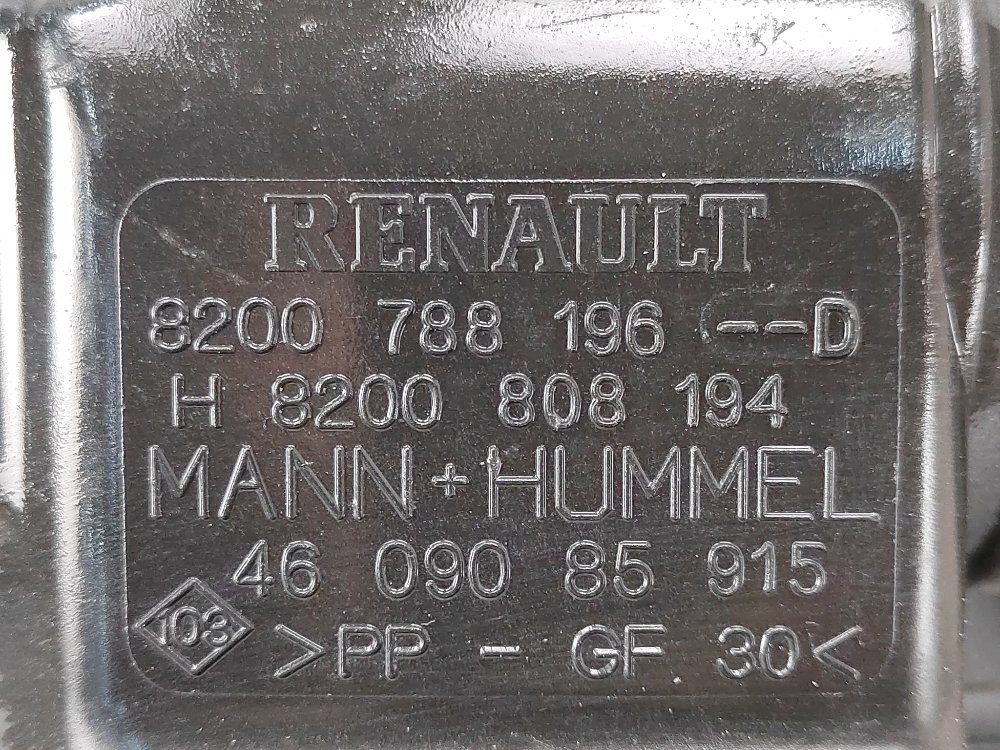 RENAULT
8200 788 196 --D
H 8200 808 194
MANN+HUMMEL
46 090 85 915
103 >PP - GF 30<